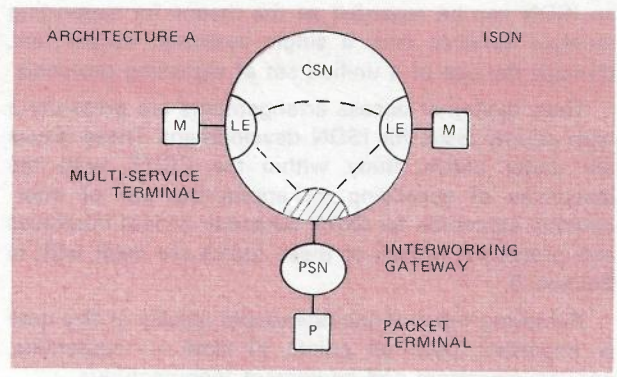 ARCHITECTURE A
ISDN
CSN
M
LE
LE
M
MULTI-SERVICE
TERMINAL
PSN
INTERWORKING
GATEWAY
P
PACKET
TERMINAL